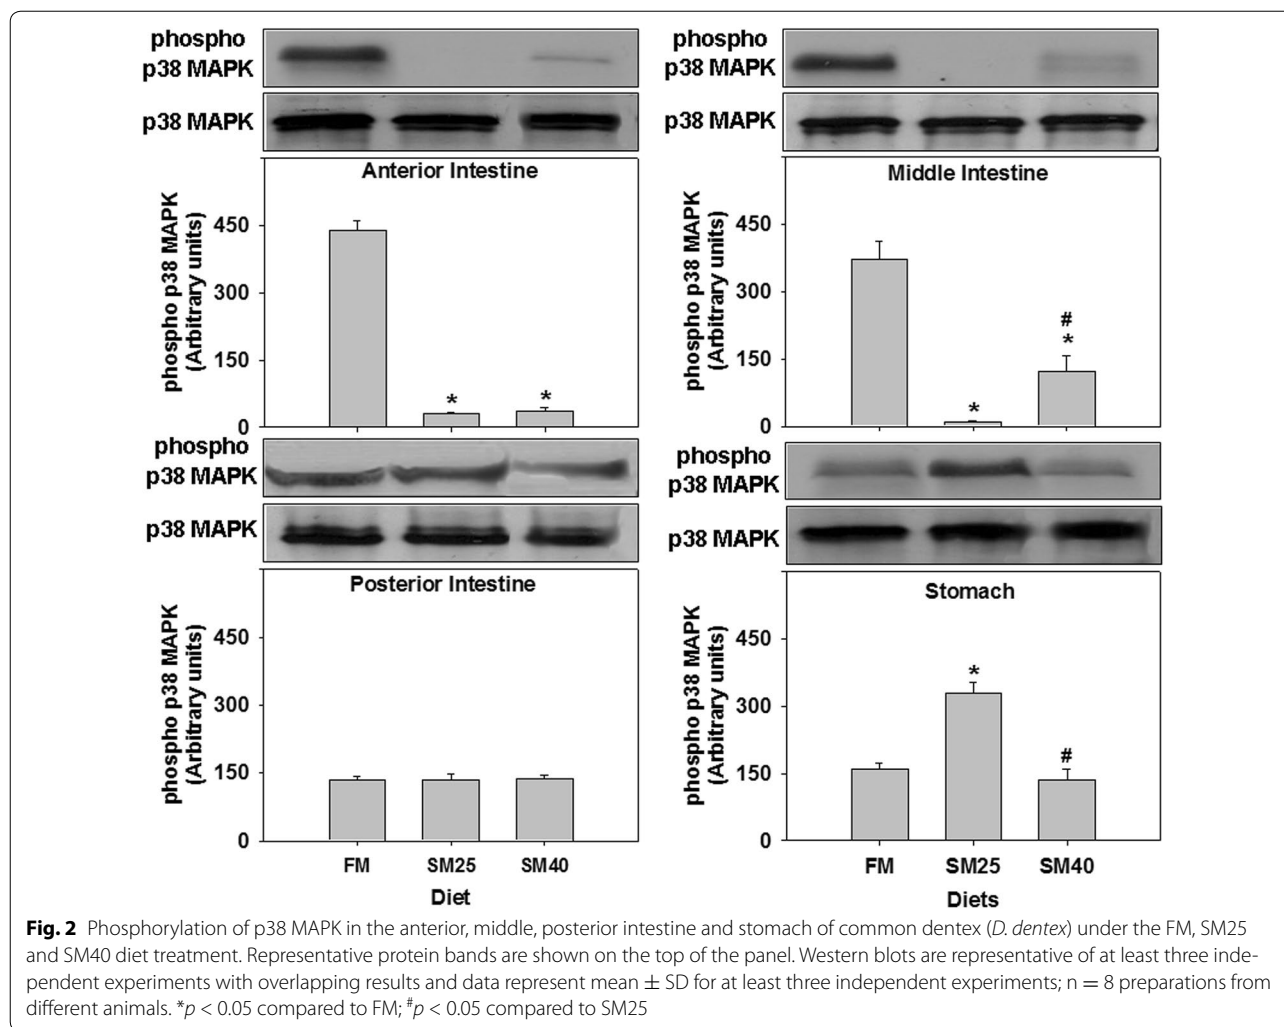 phospho
p38 MAPK
p38 MAPK
Anterior Intestine
phospho p38 MAPK
(Arbitrary units)
450
300
150
0
*
*
phospho
p38 MAPK
p38 MAPK
Middle Intestine
phospho p38 MAPK
(Arbitrary units)
450
300
150
0
*
#
*
phospho
p38 MAPK
p38 MAPK
Posterior Intestine
phospho p38 MAPK
(Arbitrary units)
450
300
150
0
FM SM25 SM40
Diet
phospho
p38 MAPK
p38 MAPK
Stomach
phospho p38 MAPK
(Arbitrary units)
450
300
150
0
*
#
FM SM25 SM40
Diets
Fig. 2 Phosphorylation of p38 MAPK in the anterior, middle, posterior intestine and stomach of common dentex (D. dentex) under the FM, SM25
and SM40 diet treatment. Representative protein bands are shown on the top of the panel. Western blots are representative of at least three inde-
pendent experiments with overlapping results and data represent mean ± SD for at least three independent experiments; n = 8 preparations from
different animals. *p < 0.05 compared to FM; #p < 0.05 compared to SM25